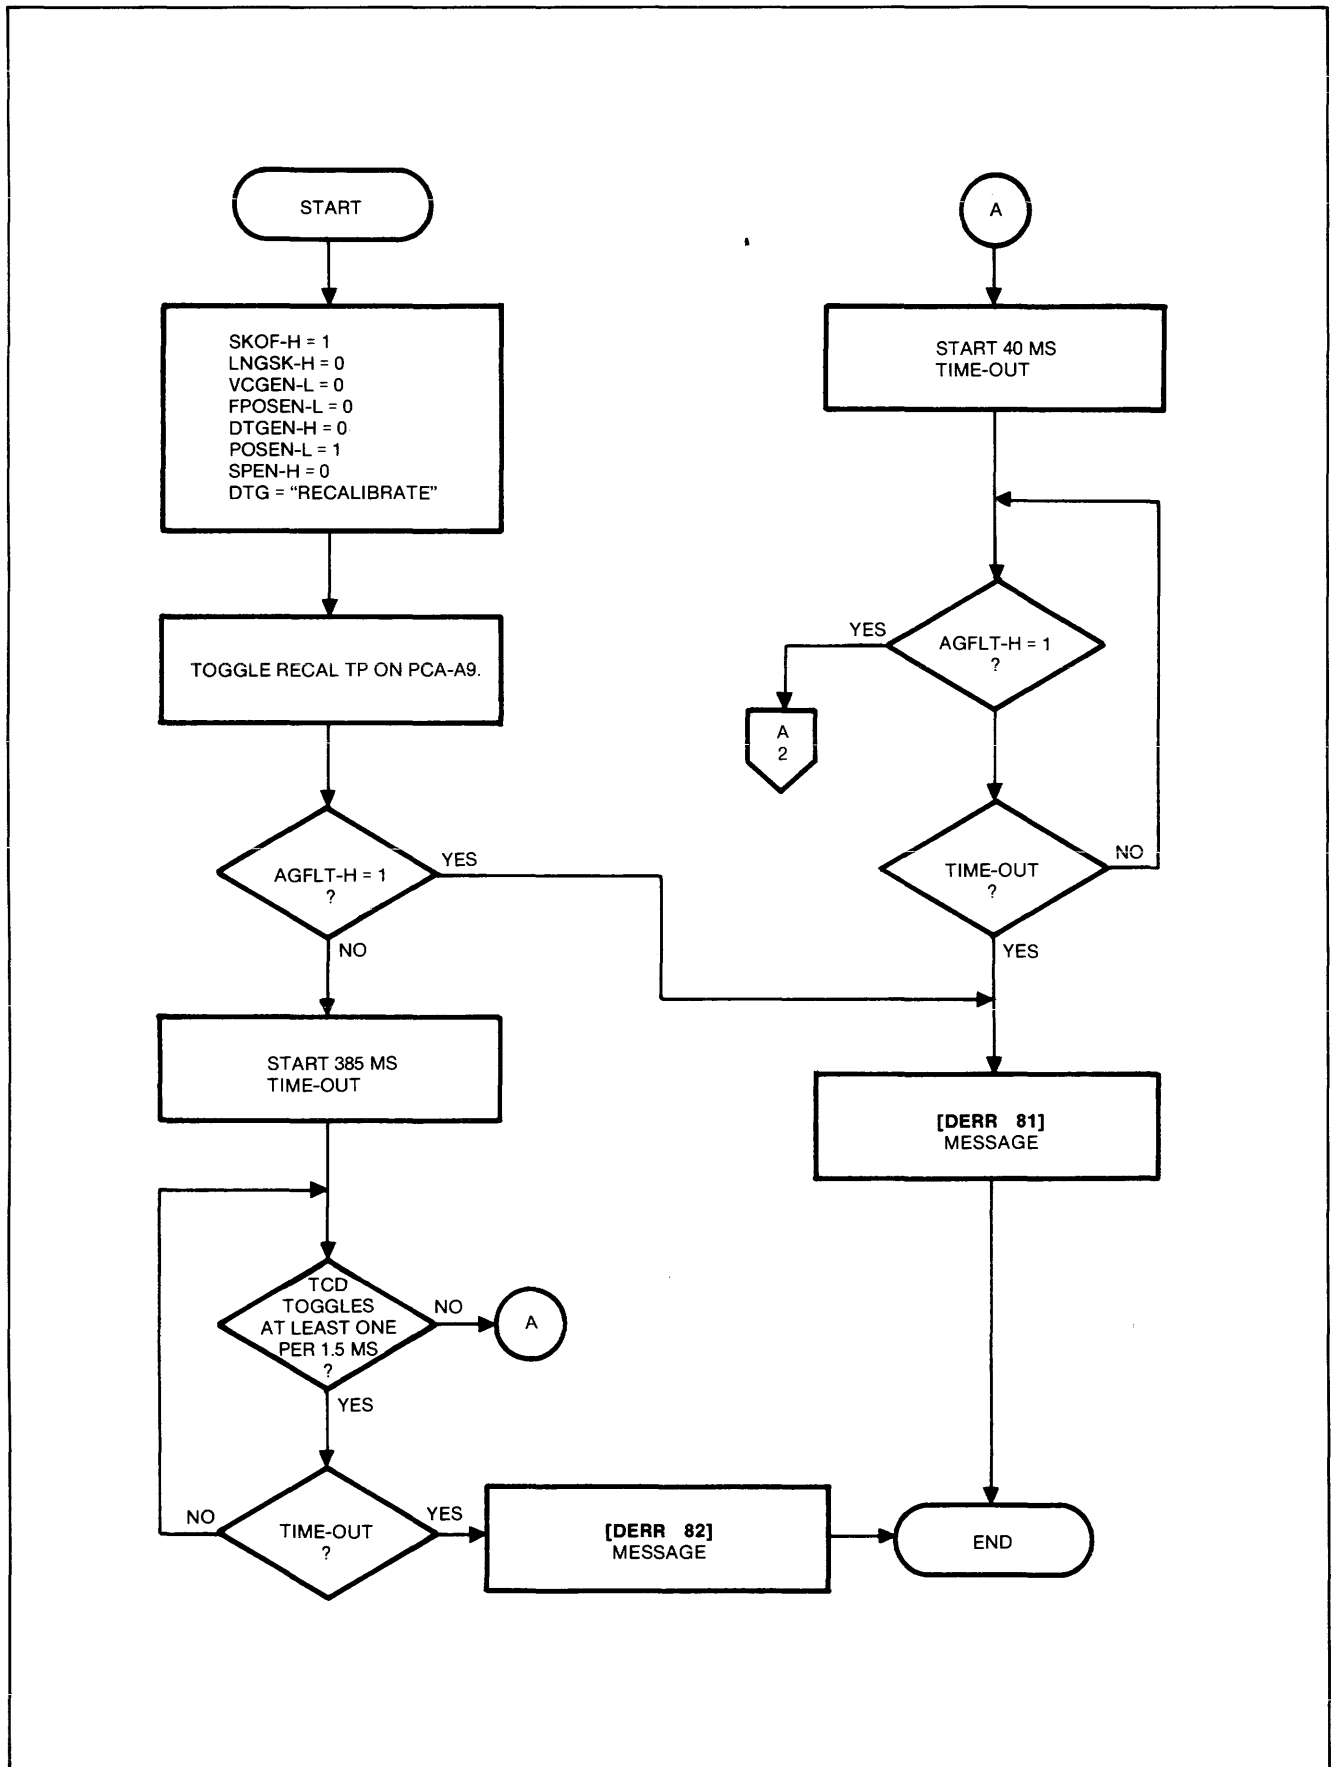 START
SKOF-H = 1
LNGSK-H = 0
VCGEN-L = 0
FPOSEN-L = 0
DTGEN-H = 0
POSEN-L = 1
SPEN-H = 0
DTG = “RECALIBRATE”
TOGGLE RECAL TP ON PCA-A9.
AGFLT-H = 1
?
YES
NO
START 385 MS
TIME-OUT
TCD
TOGGLES
AT LEAST ONE
PER 1.5 MS
?
NO
A
YES
TIME-OUT
?
NO
YES
[DERR 82]
MESSAGE
A
START 40 MS
TIME-OUT
AGFLT-H = 1
?
YES
A
2
TIME-OUT
?
NO
YES
[DERR 81]
MESSAGE
END